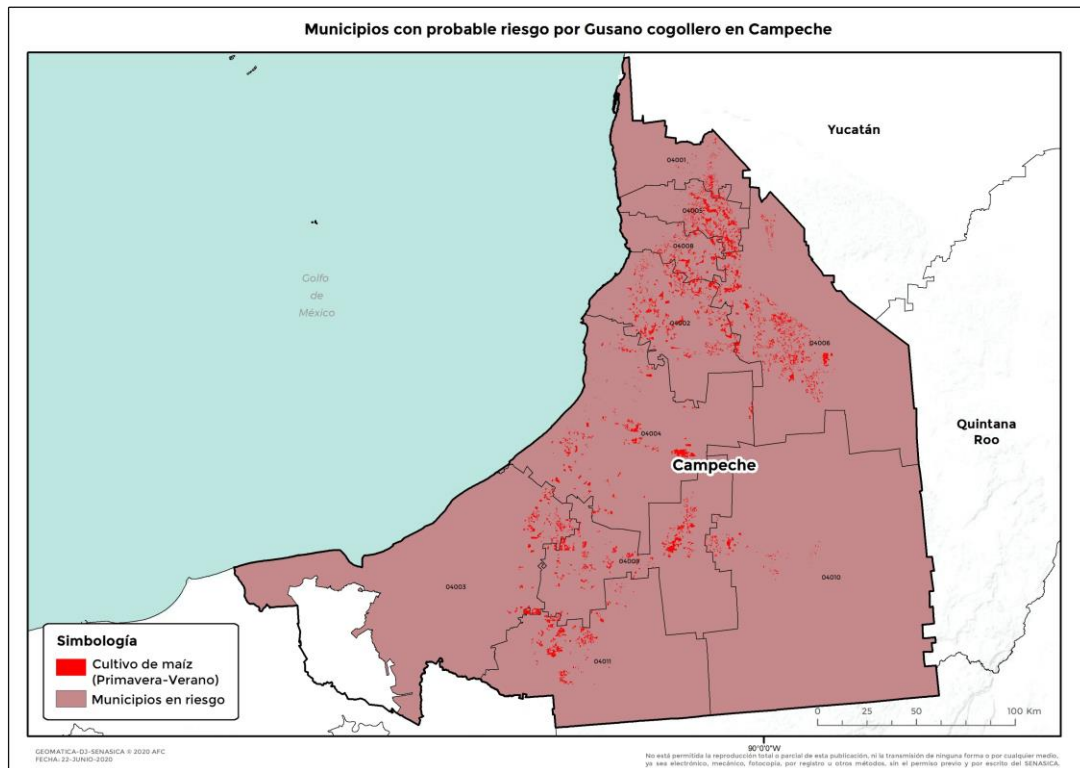 Municipios con probable riesgo por Gusano cogollero en Campeche
Yucatán
04001
04005
04008
Golfo
de
México
04002
04006
Quintana
Roo
04004
Campeche
04009
04010
04003
04011
Simbología
Cultivo de maíz
(Primavera-Verano)
Municipios en riesgo
0 25 50 100 Km
90°0'0"W
GEOMATICA-DJ-SENASICA © 2020 AFC
FECHA: 22-JUNIO-2020
No está permitida la reproducción total o parcial de esta publicación, ni la transmisión de ninguna forma o por cualquier medio,
ya sea electrónico, mecánico, fotocopia, por registro u otros métodos, sin el permiso previo y por escrito del SENASICA.